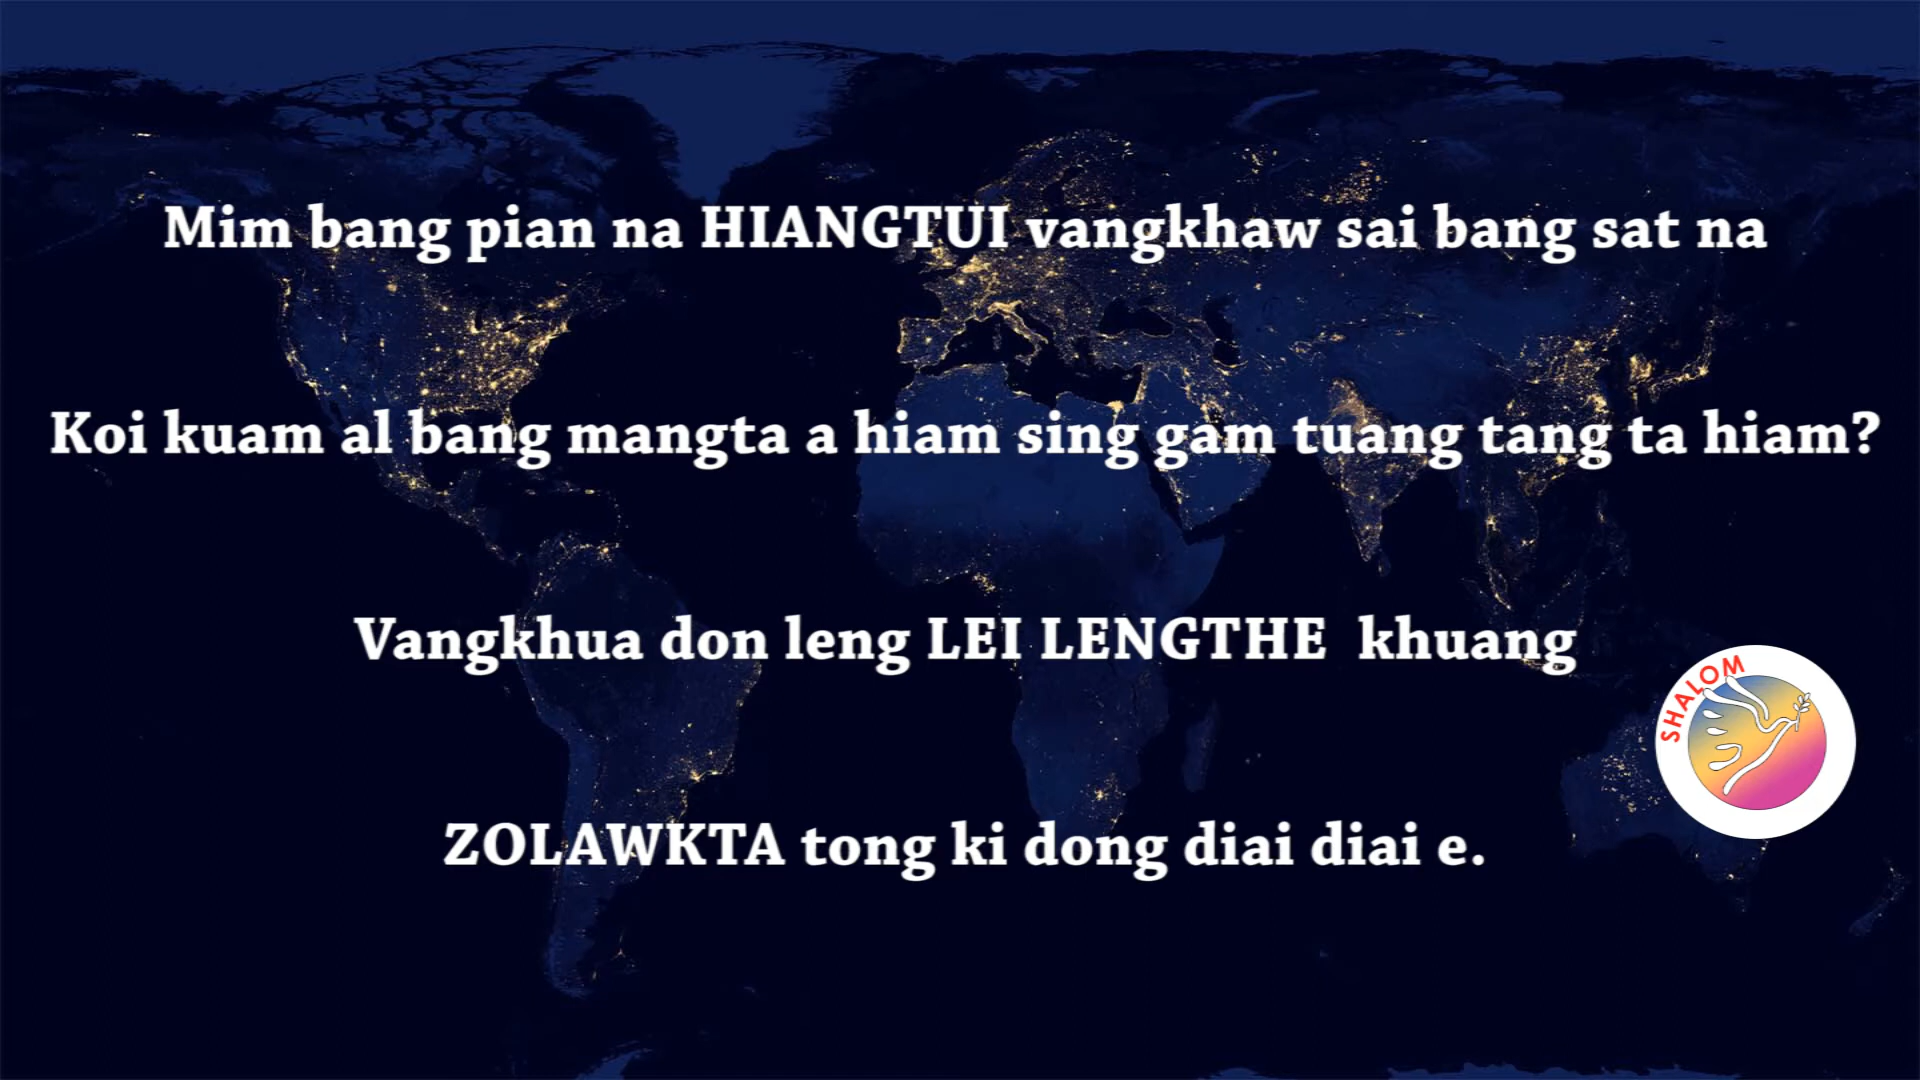 Mim bang pian na HIANGTUI vangkhaw sai bang sat na
Koi kuam al bang mangta a hiam sing gam tuang tang ta hiam?
Vangkhua don leng LEI LENGTHE khuang
SHALOM
ZOLAWKTA tong ki dong diai diai e.